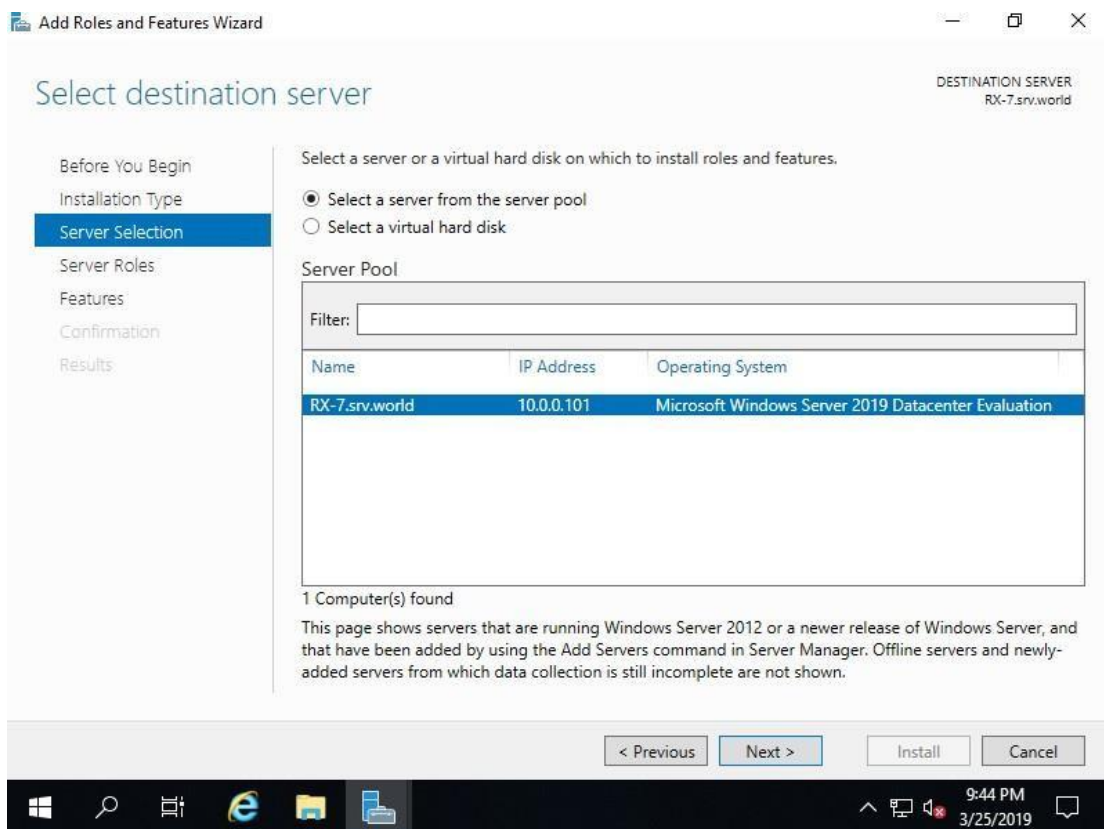 Add Roles and Features Wizard
Select destination server
DESTINATION SERVER
RX-7.srv.world
Before You Begin
Installation Type
Server Selection
Server Roles
Features
Confirmation
Results
Select a server or a virtual hard disk on which to install roles and features.
Select a server from the server pool
Select a virtual hard disk
Server Pool
Filter:
Name IP Address Operating System
RX-7.srv.world 10.0.0.101 Microsoft Windows Server 2019 Datacenter Evaluation
1 Computer(s) found
This page shows servers that are running Windows Server 2012 or a newer release of Windows Server, and
that have been added by using the Add Servers command in Server Manager. Offline servers and newly-
added servers from which data collection is still incomplete are not shown.
< Previous Next > Install Cancel
9:44 PM
3/25/2019